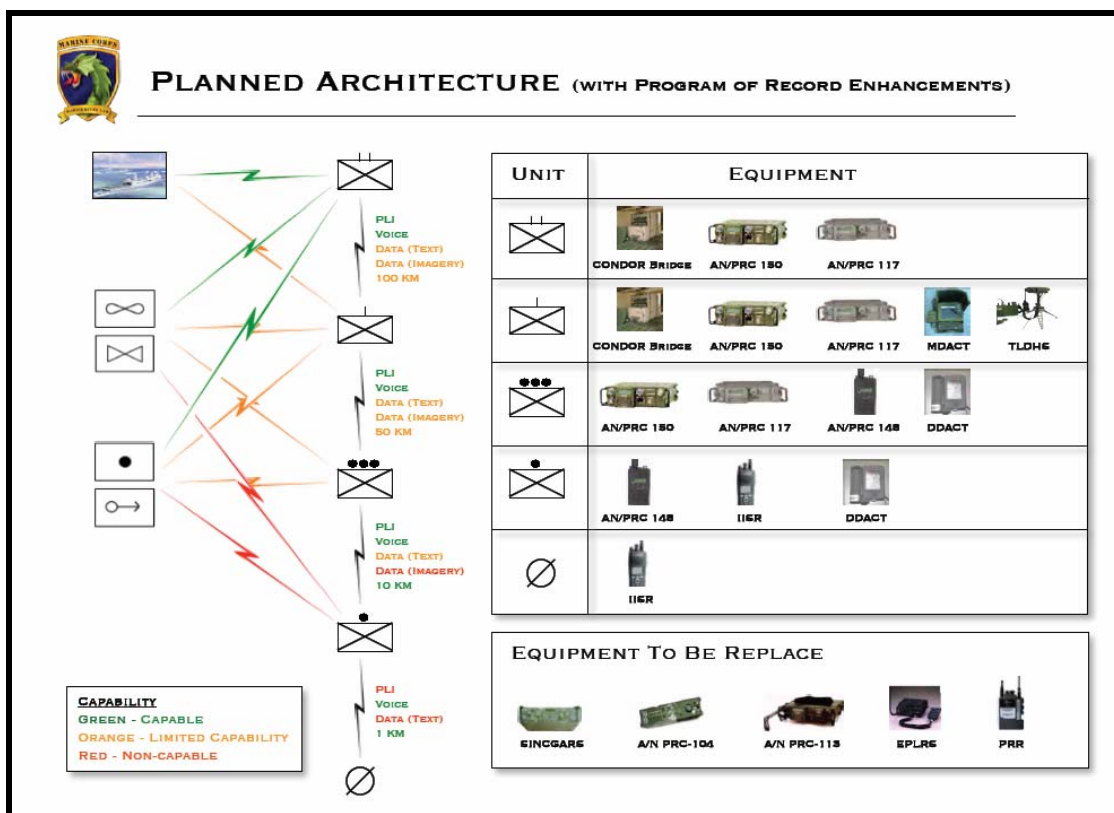 MARINE CORPS
PLANNED ARCHITECTURE (WITH PROGRAM OF RECORD ENHANCEMENTS)
PLI
VOICE
DATA (TEXT)
DATA (IMAGERY)
100 KM
PLI
VOICE
DATA (TEXT)
DATA (IMAGERY)
50 KM
PLI
VOICE
DATA (TEXT)
DATA (IMAGERY)
10 KM
PLI
VOICE
DATA (TEXT)
1 KM
CAPABILITY
GREEN - CAPABLE
ORANGE - LIMITED CAPABILITY
RED - NON-CAPABLE
UNIT EQUIPMENT
CONDOR BRIDGE AN/PRC 150 AN/PRC 117
CONDOR BRIDGE AN/PRC 150 AN/PRC 117 MDACT TLDHS
AN/PRC 150 AN/PRC 117 AN/PRC 148 DDACT
AN/PRC 148 IISR DDACT
IISR
EQUIPMENT TO BE REPLACE
SINCGARS A/N PRC-104 A/N PRC-113 EPLRS PRR